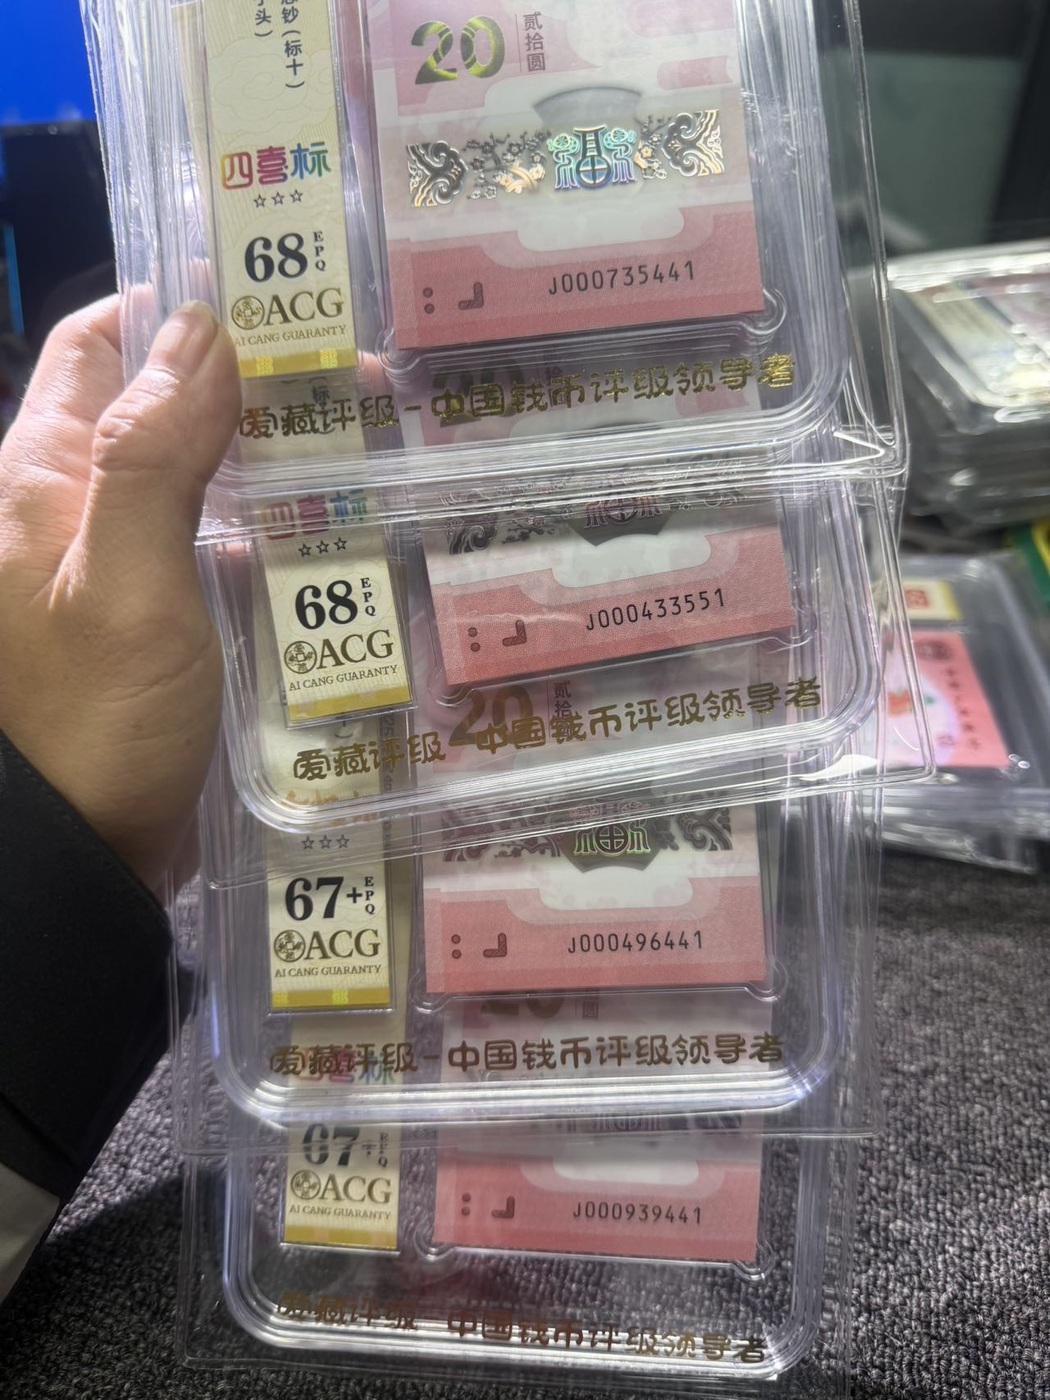 念钞(标十)
字头)
四喜标
☆☆☆
68
EPQ
ACG
AI CANG GUARANTY
20
贰拾圆
福
J000735441
爱藏评级-中国钱币评级领导者
四喜标
☆☆☆
68
EPQ
ACG
AI CANG GUARANTY
J000433551
20
贰拾
爱藏评级-中国钱币评级领导者
☆☆☆
67+
EPQ
ACG
AI CANG GUARANTY
J000496441
爱藏评级-中国钱币评级领导者
67+
EPQ
ACG
AI CANG GUARANTY
J000939441
爱藏评级-中国钱币评级领导者